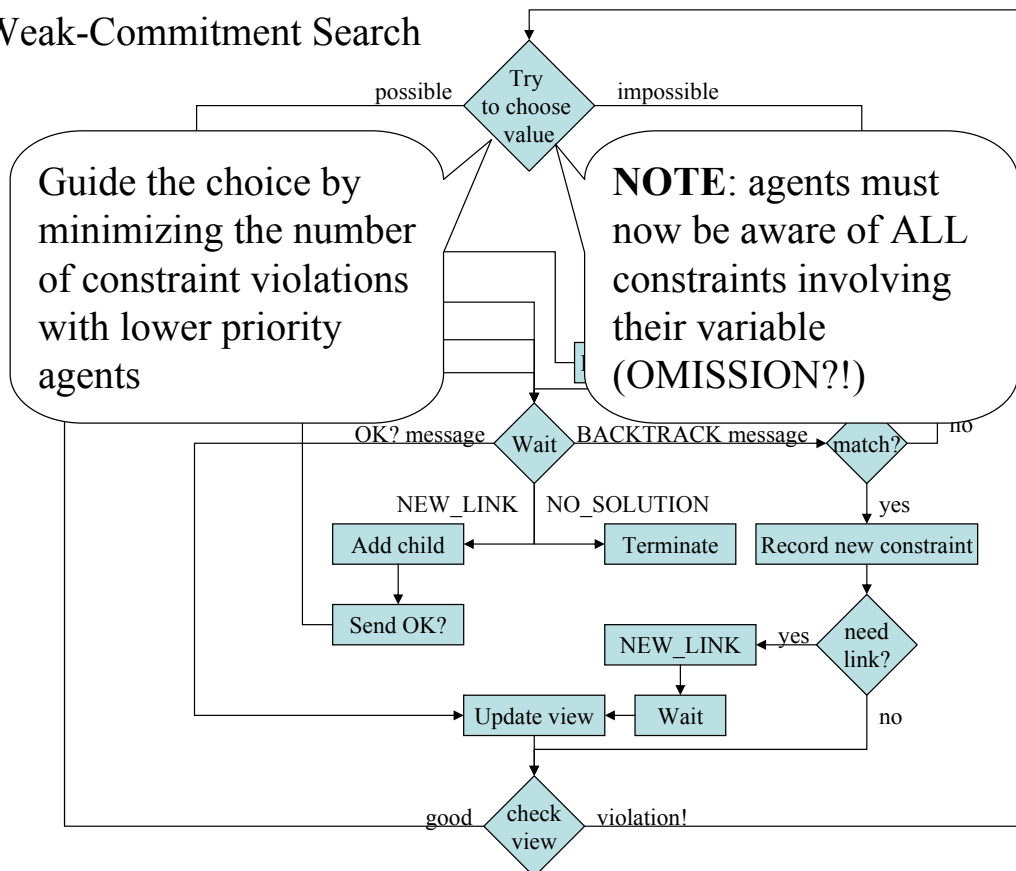 Weak-Commitment Search
Try
to choose
value
possible
impossible
Guide the choice by
minimizing the number
of constraint violations
with lower priority
agents
NOTE: agents must
now be aware of ALL
constraints involving
their variable
(OMISSION?!)
OK? message
Wait
BACKTRACK message
match?
no
NEW_LINK
NO_SOLUTION
yes
Add child
Terminate
Record new constraint
Send OK?
NEW_LINK
yes
need
link?
Update view
Wait
no
good
check
view
violation!